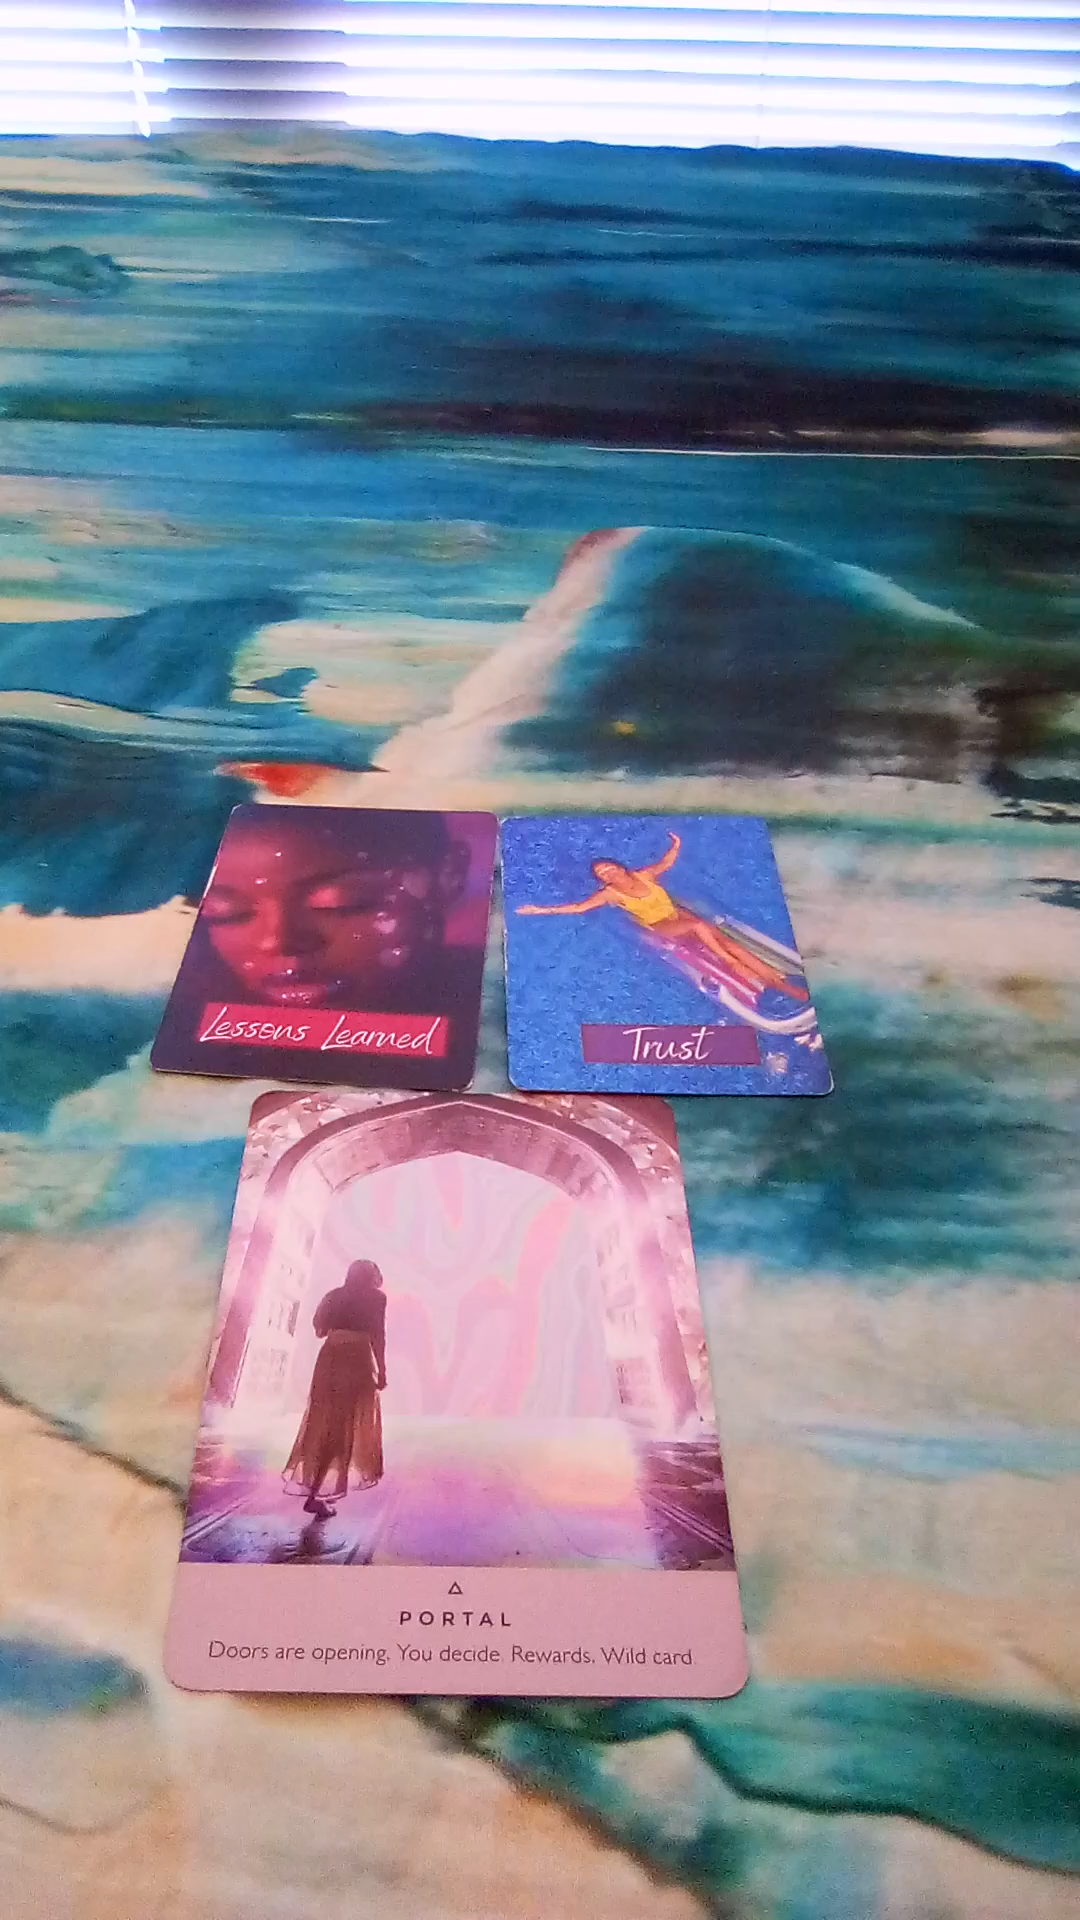 Lessons Learned
Trust
PORTAL
Doors are opening. You decide. Rewards. Wild card.